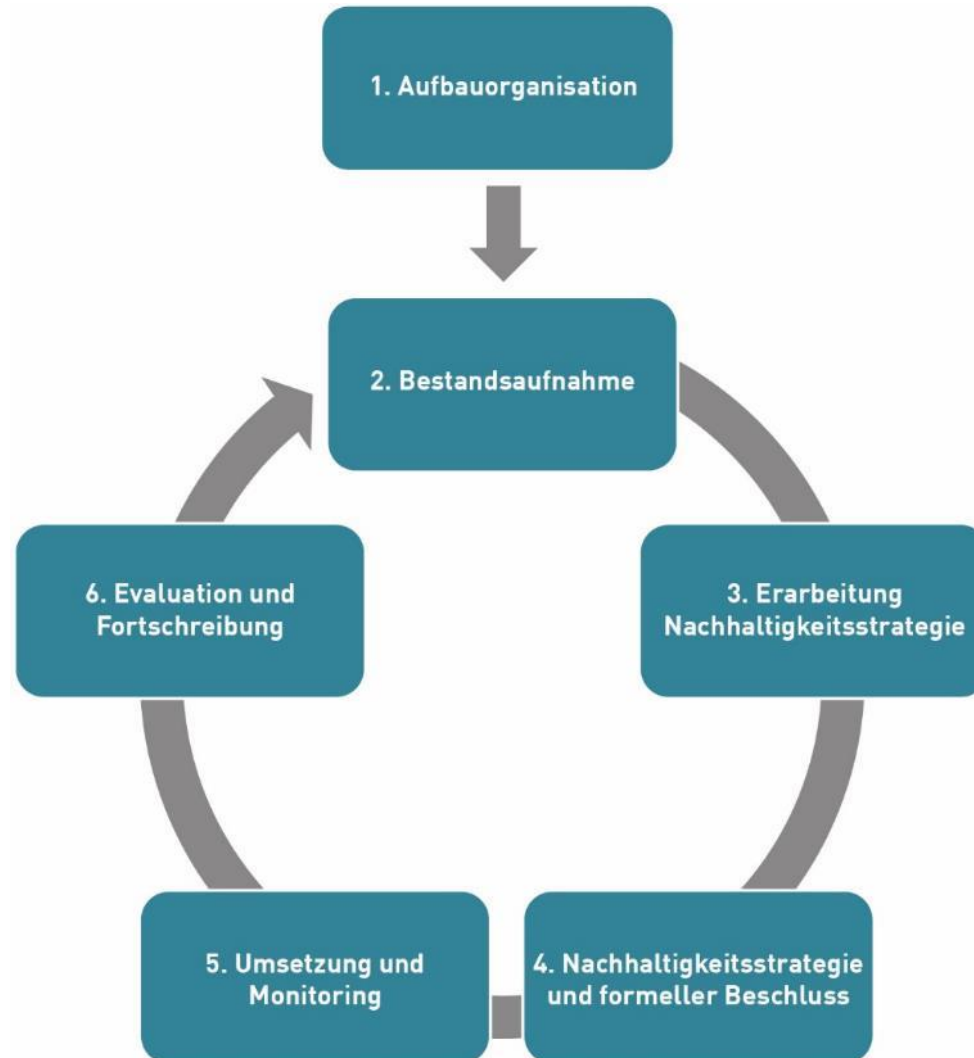 1. Aufbauorganisation
2. Bestandsaufnahme
3. Erarbeitung
Nachhaltigkeitsstrategie
4. Nachhaltigkeitsstrategie
und formeller Beschluss
5. Umsetzung und
Monitoring
6. Evaluation und
Fortschreibung